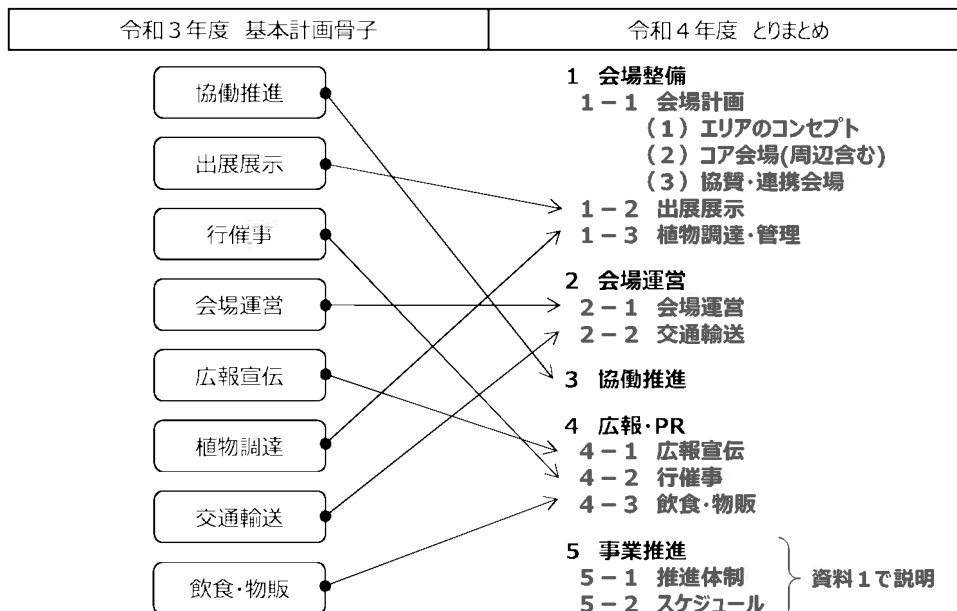 令和３年度 基本計画骨子
令和４年度 とりまとめ
協働推進
出展展示
行催事
会場運営
広報宣伝
植物調達
交通輸送
飲食・物販
１ 会場整備
１－１ 会場計画
（１）エリアのコンセプト
（２）コア会場(周辺含む)
（３）協賛・連携会場
１－２ 出展展示
１－３ 植物調達・管理
２ 会場運営
２－１ 会場運営
２－２ 交通輸送
３ 協働推進
４ 広報・PR
４－１ 広報宣伝
４－２ 行催事
４－３ 飲食・物販
５ 事業推進
５－１ 推進体制
５－２ スケジュール
資料１で説明